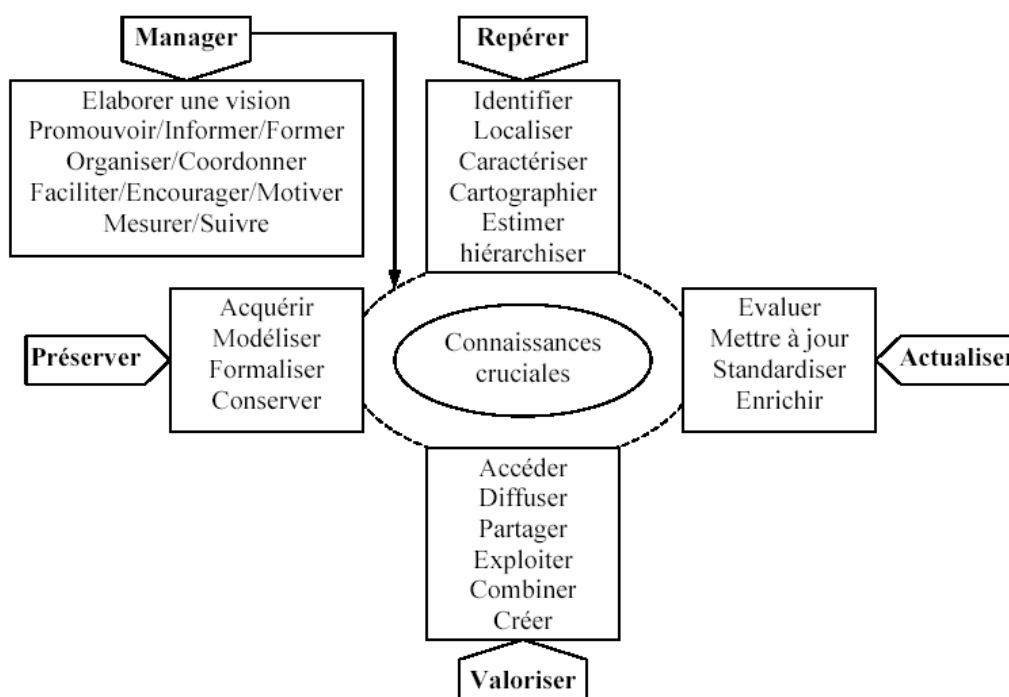 Manager
Elaborer une vision
Promouvoir/Informer/Former
Organiser/Coordonner
Faciliter/Encourager/Motiver
Mesurer/Suivre
Repérer
Identifier
Localiser
Caractériser
Cartographier
Estimer
hiérarchiser
Préserver
Acquérir
Modéliser
Formaliser
Conserver
Connaissances
cruciales
Evaluer
Mettre à jour
Standardiser
Enrichir
Actualiser
Accéder
Diffuser
Partager
Exploiter
Combiner
Créer
Valoriser